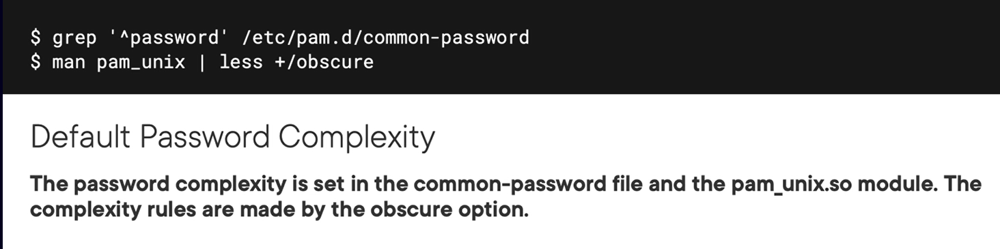 $ grep '^password' /etc/pam.d/common-password
$ man pam_unix | less +/obscure
Default Password Complexity
The password complexity is set in the common-password file and the pam_unix.so module. The
complexity rules are made by the obscure option.